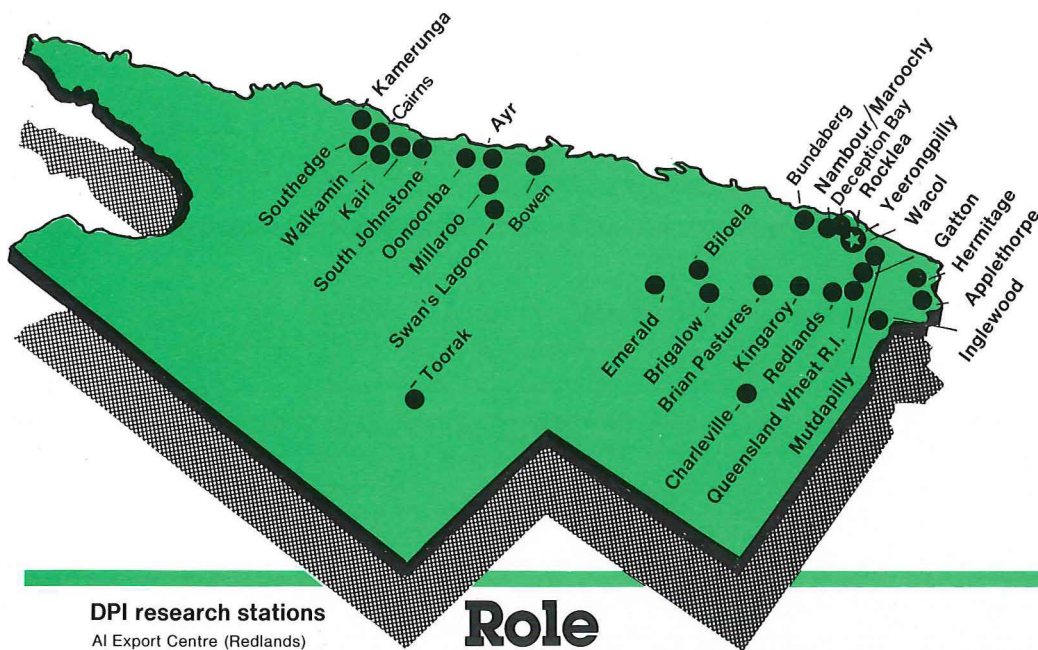 Kamerunga
Cairns
Ayr
Southedge
Walkamin
Kairi
South Johnstone
Oonoonba
Millaroo
Swan's Lagoon
Bowen
Toorak
Bundaberg
Nambour/Maroochy
Deception Bay
Rocklea
Yeerongpilly
Wacol
Gatton
Hermitage
Applethorpe
Inglewood
Biloela
Emerald
Brigalow
Brian Pastures
Kingaroy
Redlands
Charleville
Queensland Wheat R.I.
Mutdapilly
DPI research stations
AI Export Centre (Redlands)
Role